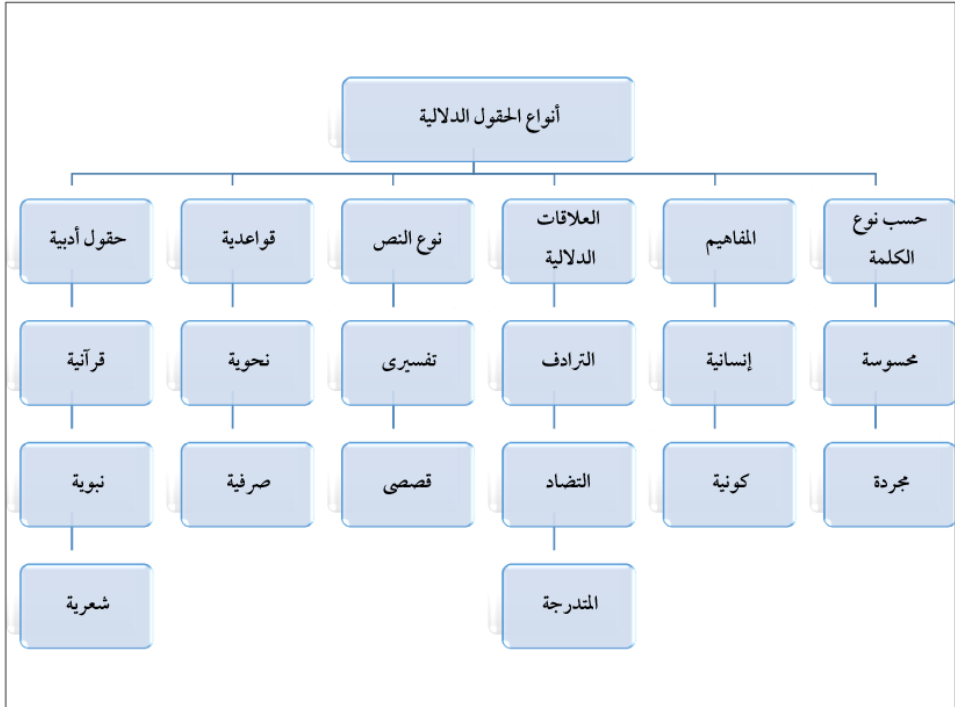 أنواع الحقول الدلالية
حسب نوع
الكلمة
المفاهيم
العلاقات
الدلالية
نوع النص
قواعدية
حقول أدبية
محسوسة
إنسانية
الترادف
تفسيرى
نحوية
قرآنية
مجردة
كونية
التضاد
قصصى
صرفية
نبوية
المتدرجة
شعرية